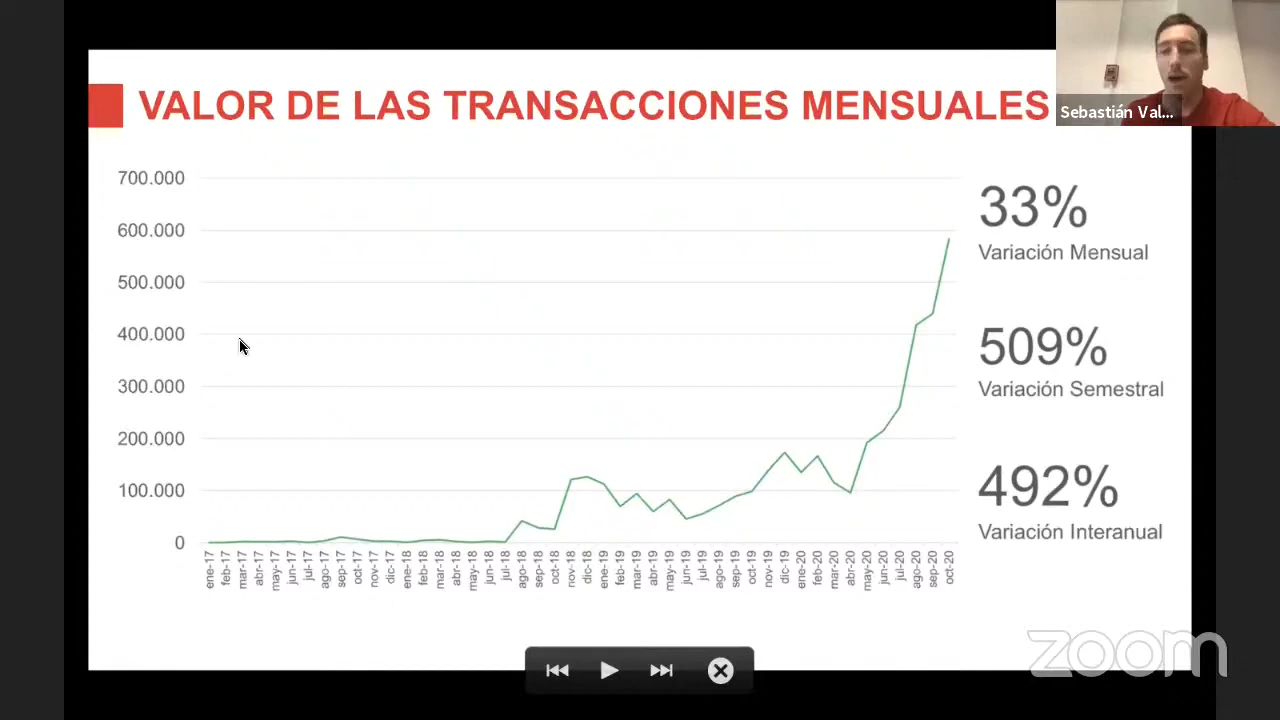 VALOR DE LAS TRANSACCIONES MENSUALES
Sebastián Val...
700.000
600.000
500.000
400.000
300.000
200.000
100.000
0
ene-17 feb-17 mar-17 abr-17 may-17 jun-17 jul-17 ago-17 sep-17 oct-17 nov-17 dic-17 ene-18 feb-18 mar-18 abr-18 may-18 jun-18 jul-18 ago-18 sep-18 oct-18 nov-18 dic-18 ene-19 feb-19 mar-19 abr-19 may-19 jun-19 jul-19 ago-19 sep-19 oct-19 nov-19 dic-19 ene-20 feb-20 mar-20 abr-20 may-20 jun-20 jul-20 ago-20 sep-20 oct-20
33%
Variación Mensual
509%
Variación Semestral
492%
Variación Interanual
zoom